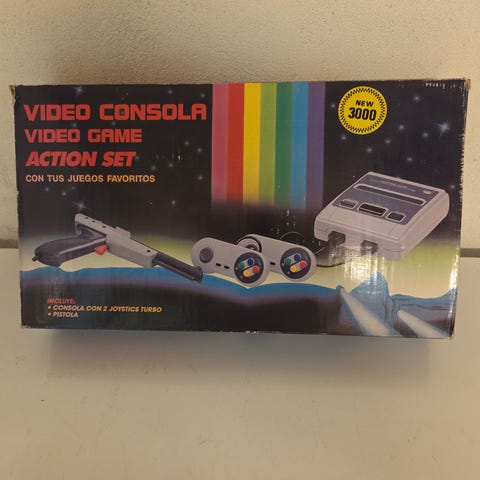 VIDEO CONSOLA
VIDEO GAME
ACTION SET
CON TUS JUEGOS FAVORITOS
NEW
3000
INCLUYE:
• CONSOLA CON 2 JOYSTICS TURBO
• PISTOLA